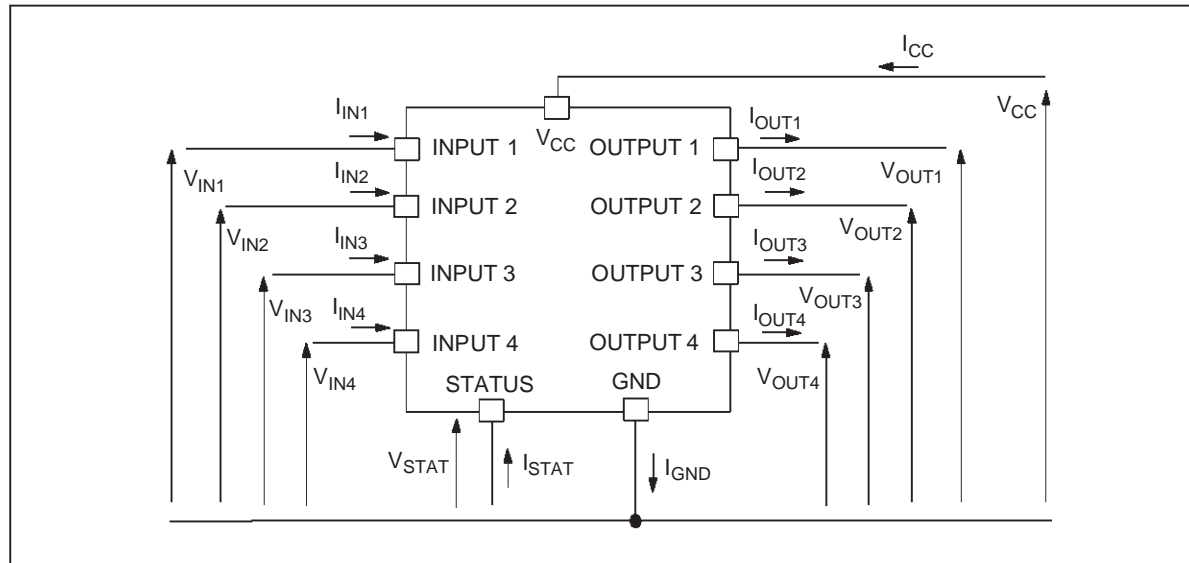 I_CC
V_CC
I_IN1
V_CC
I_OUT1
INPUT 1
OUTPUT 1
V_IN1
V_OUT1
I_IN2
I_OUT2
INPUT 2
OUTPUT 2
V_IN2
V_OUT2
I_IN3
I_OUT3
INPUT 3
OUTPUT 3
V_IN3
V_OUT3
I_IN4
I_OUT4
INPUT 4
OUTPUT 4
V_IN4
V_OUT4
STATUS
GND
V_STAT
I_STAT
I_GND